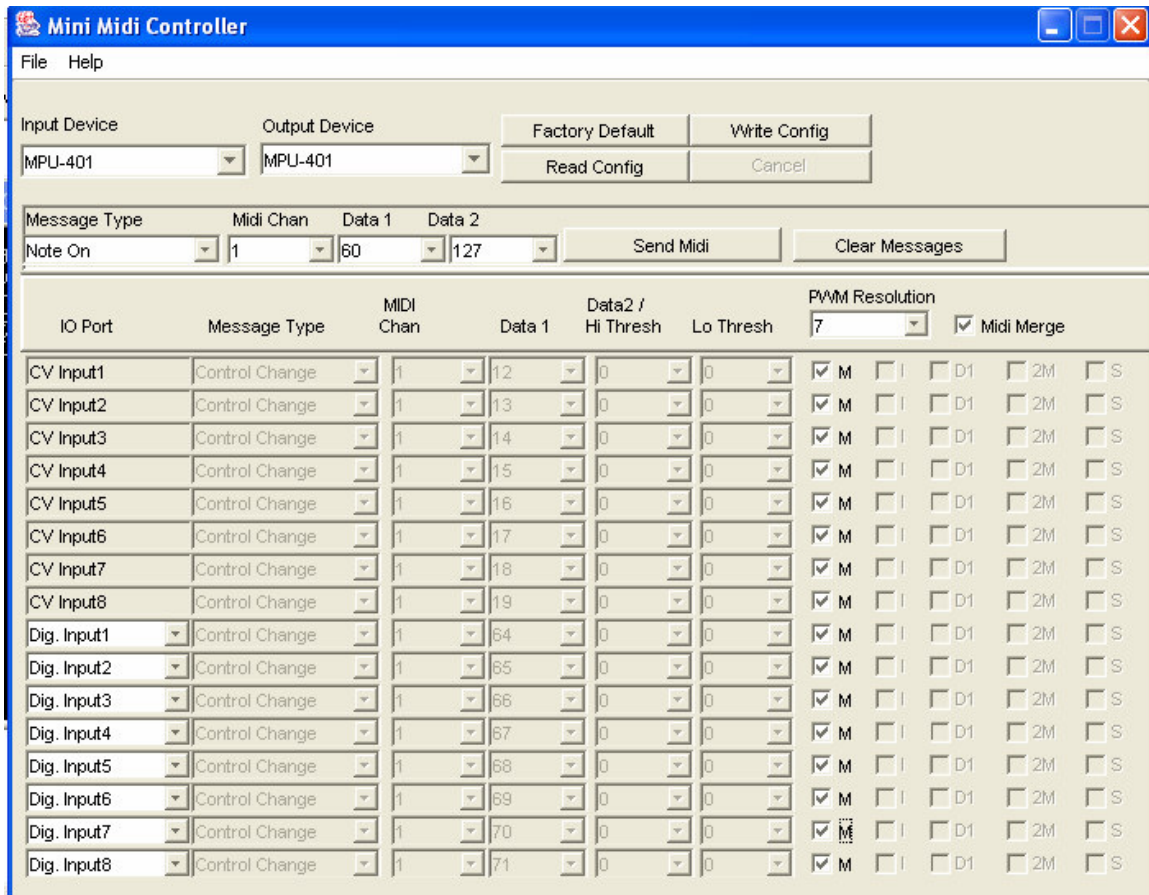 Mini Midi Controller
File Help
Input Device Output Device Factory Default Write Config
MPU-401 MPU-401 Read Config Cancel
Message Type Midi Chan Data 1 Data 2
Note On 1 60 127 Send Midi Clear Messages
IO Port Message Type MIDI Chan Data 1 Data2 / Hi Thresh Lo Thresh PWM Resolution
7 Midi Merge
CV Input1 Control Change 1 12 0 0 M I D1 2M S
CV Input2 Control Change 1 13 0 0 M I D1 2M S
CV Input3 Control Change 1 14 0 0 M I D1 2M S
CV Input4 Control Change 1 15 0 0 M I D1 2M S
CV Input5 Control Change 1 16 0 0 M I D1 2M S
CV Input6 Control Change 1 17 0 0 M I D1 2M S
CV Input7 Control Change 1 18 0 0 M I D1 2M S
CV Input8 Control Change 1 19 0 0 M I D1 2M S
Dig. Input1 Control Change 1 64 0 0 M I D1 2M S
Dig. Input2 Control Change 1 65 0 0 M I D1 2M S
Dig. Input3 Control Change 1 66 0 0 M I D1 2M S
Dig. Input4 Control Change 1 67 0 0 M I D1 2M S
Dig. Input5 Control Change 1 68 0 0 M I D1 2M S
Dig. Input6 Control Change 1 69 0 0 M I D1 2M S
Dig. Input7 Control Change 1 70 0 0 M I D1 2M S
Dig. Input8 Control Change 1 71 0 0 M I D1 2M S